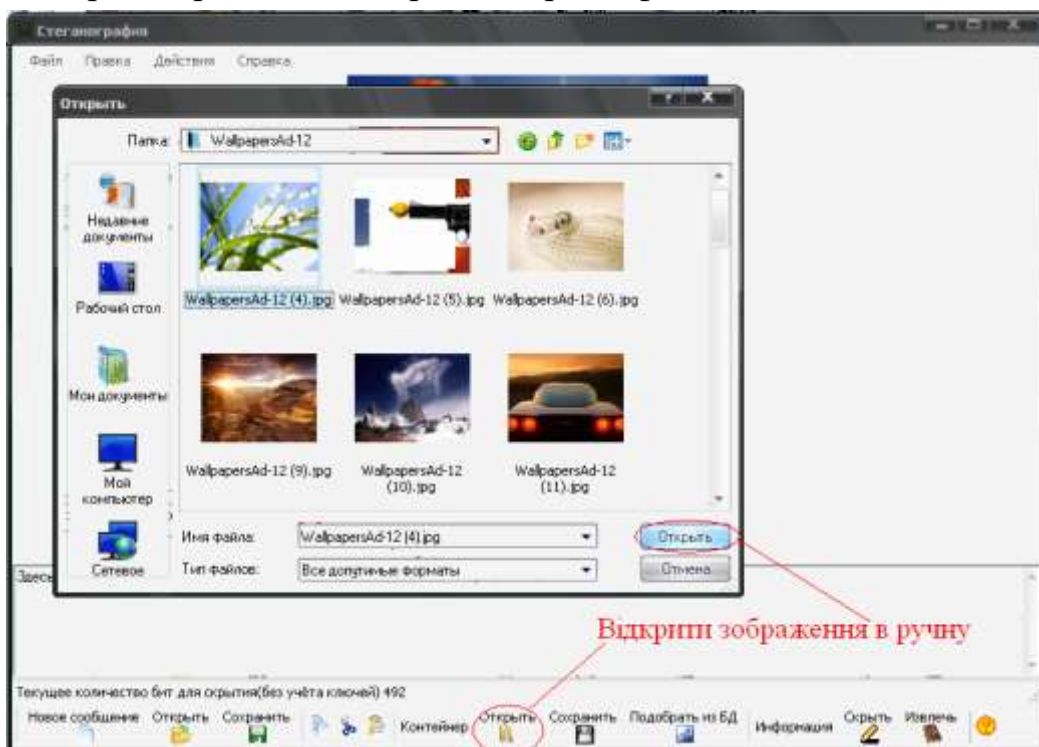 Стеганография
Файл Правка Действия Справка
Открыть
Папка: WallpapersAd-12
Недавние документы
Рабочий стол
Мои документы
Мой компьютер
Сетевое
WallpapersAd-12 (4).jpg WallpapersAd-12 (5).jpg WallpapersAd-12 (6).jpg
WallpapersAd-12 (9).jpg WallpapersAd-12 (10).jpg WallpapersAd-12 (11).jpg
Имя файла: WallpapersAd-12 (4).jpg Открыть
Тип файлов: Все допутимые форматы Отмена
Здесь
Відкрити зображення в ручну
Текущее количество бит для скрытия(без учёта ключей) 492
Новое сообщение Открыть Сохранить Контейнер Открыть Сохранить Подобрать из БД Информация Скрыть Извлечь